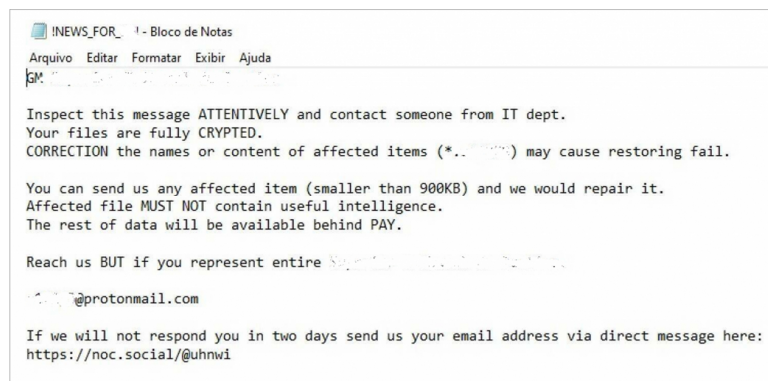 !NEWS_FOR_ - Bloco de Notas
Arquivo Editar Formatar Exibir Ajuda
GM
Inspect this message ATTENTIVELY and contact someone from IT dept.
Your files are fully CRYPTED.
CORRECTION the names or content of affected items (*.. ) may cause restoring fail.
You can send us any affected item (smaller than 900KB) and we would repair it.
Affected file MUST NOT contain useful intelligence.
The rest of data will be available behind PAY.
Reach us BUT if you represent entire
@protonmail.com
If we will not respond you in two days send us your email address via direct message here:
https://noc.social/@uhnwi